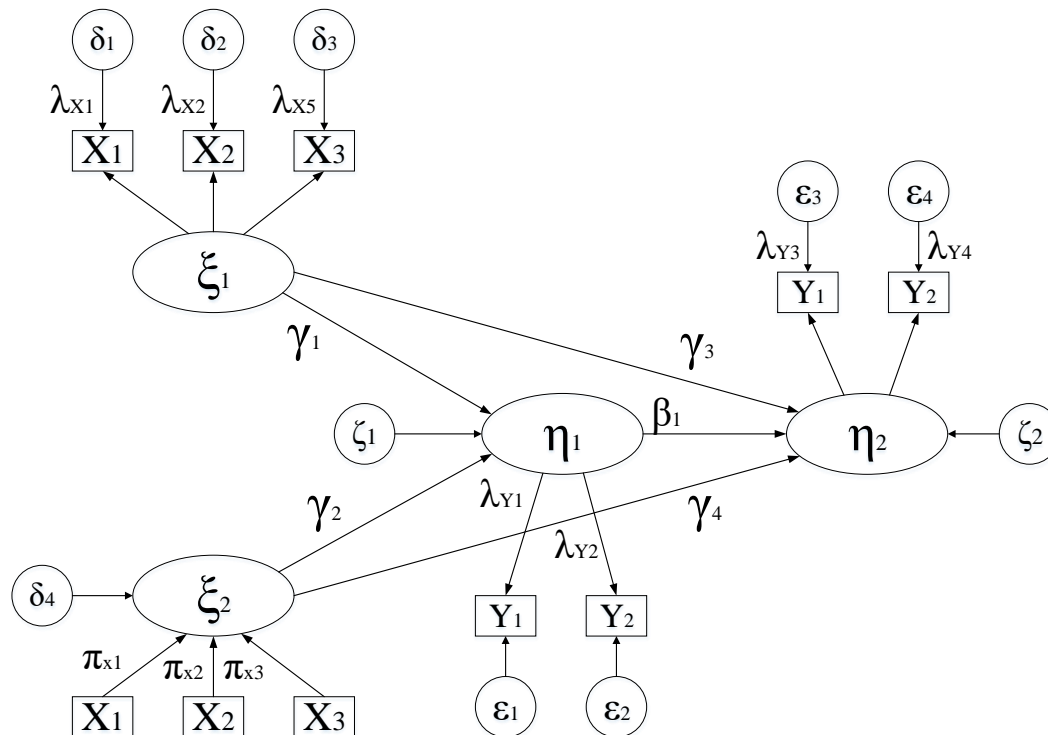 δ1 δ2 δ3
λX1 λX2 λX5
X1 X2 X3
ε3 ε4
λY3 λY4
ξ1
Y1 Y2
γ1
γ3
β1
ζ1 η1 η2 ζ2
λY1
γ2 γ4
λY2
δ4 ξ2
Y1 Y2
πx1 πx2 πx3
X1 X2 X3
ε1 ε2